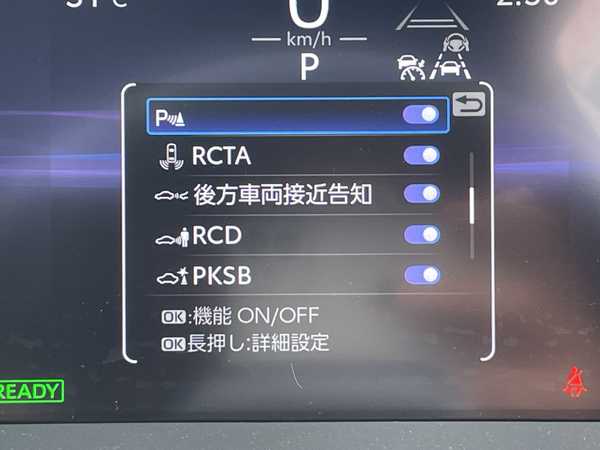 km/h
P
P
RCTA
後方車両接近告知
RCD
PKSB
OK:機能 ON/OFF
OK長押し:詳細設定
READY